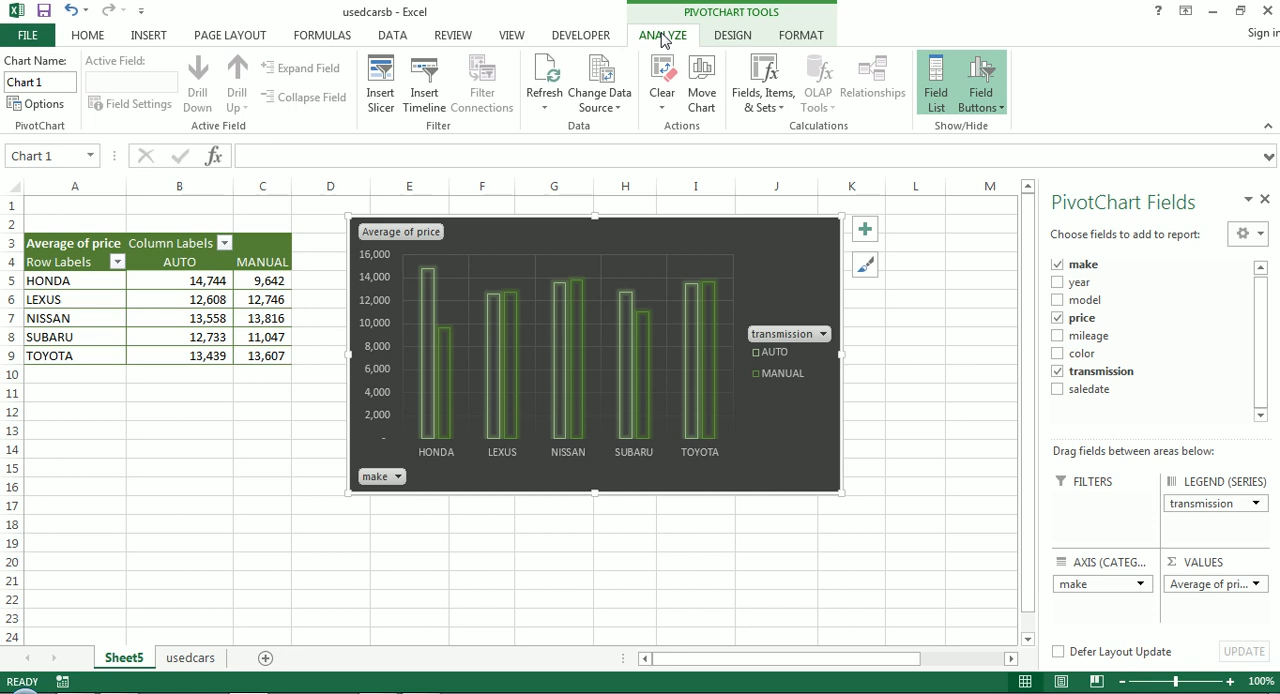 usedcarsb - Excel
PIVOTCHART TOOLS
?
FILE HOME INSERT PAGE LAYOUT FORMULAS DATA REVIEW VIEW DEVELOPER ANALYZE DESIGN FORMAT Sign in
Chart Name:
Chart 1
Options
PivotChart
Active Field:
Field Settings
Drill Down
Drill Up
Expand Field
Collapse Field
Active Field
Insert Slicer
Insert Timeline
Filter Connections
Filter
Refresh
Change Data Source
Data
Clear
Move Chart
Actions
Fields, Items, & Sets
OLAP Tools
Relationships
Calculations
Field List
Field Buttons
Show/Hide
Chart 1
fx
A B C D E F G H I J K L M
1
2
3 Average of price Column Labels
4 Row Labels AUTO MANUAL
5 HONDA 14,744 9,642
6 LEXUS 12,608 12,746
7 NISSAN 13,558 13,816
8 SUBARU 12,733 11,047
9 TOYOTA 13,439 13,607
10
11
12
13
14
15
16
17
18
19
20
21
22
23
24
Average of price
16,000
14,000
12,000
10,000
8,000
6,000
4,000
2,000
-
HONDA LEXUS NISSAN SUBARU TOYOTA
make
transmission
AUTO
MANUAL
PivotChart Fields
Choose fields to add to report:
make
year
model
price
mileage
color
transmission
saledate
Drag fields between areas below:
FILTERS
LEGEND (SERIES)
transmission
AXIS (CATEG...
make
VALUES
Average of pri...
Defer Layout Update
UPDATE
Sheet5 usedcars
READY
100%